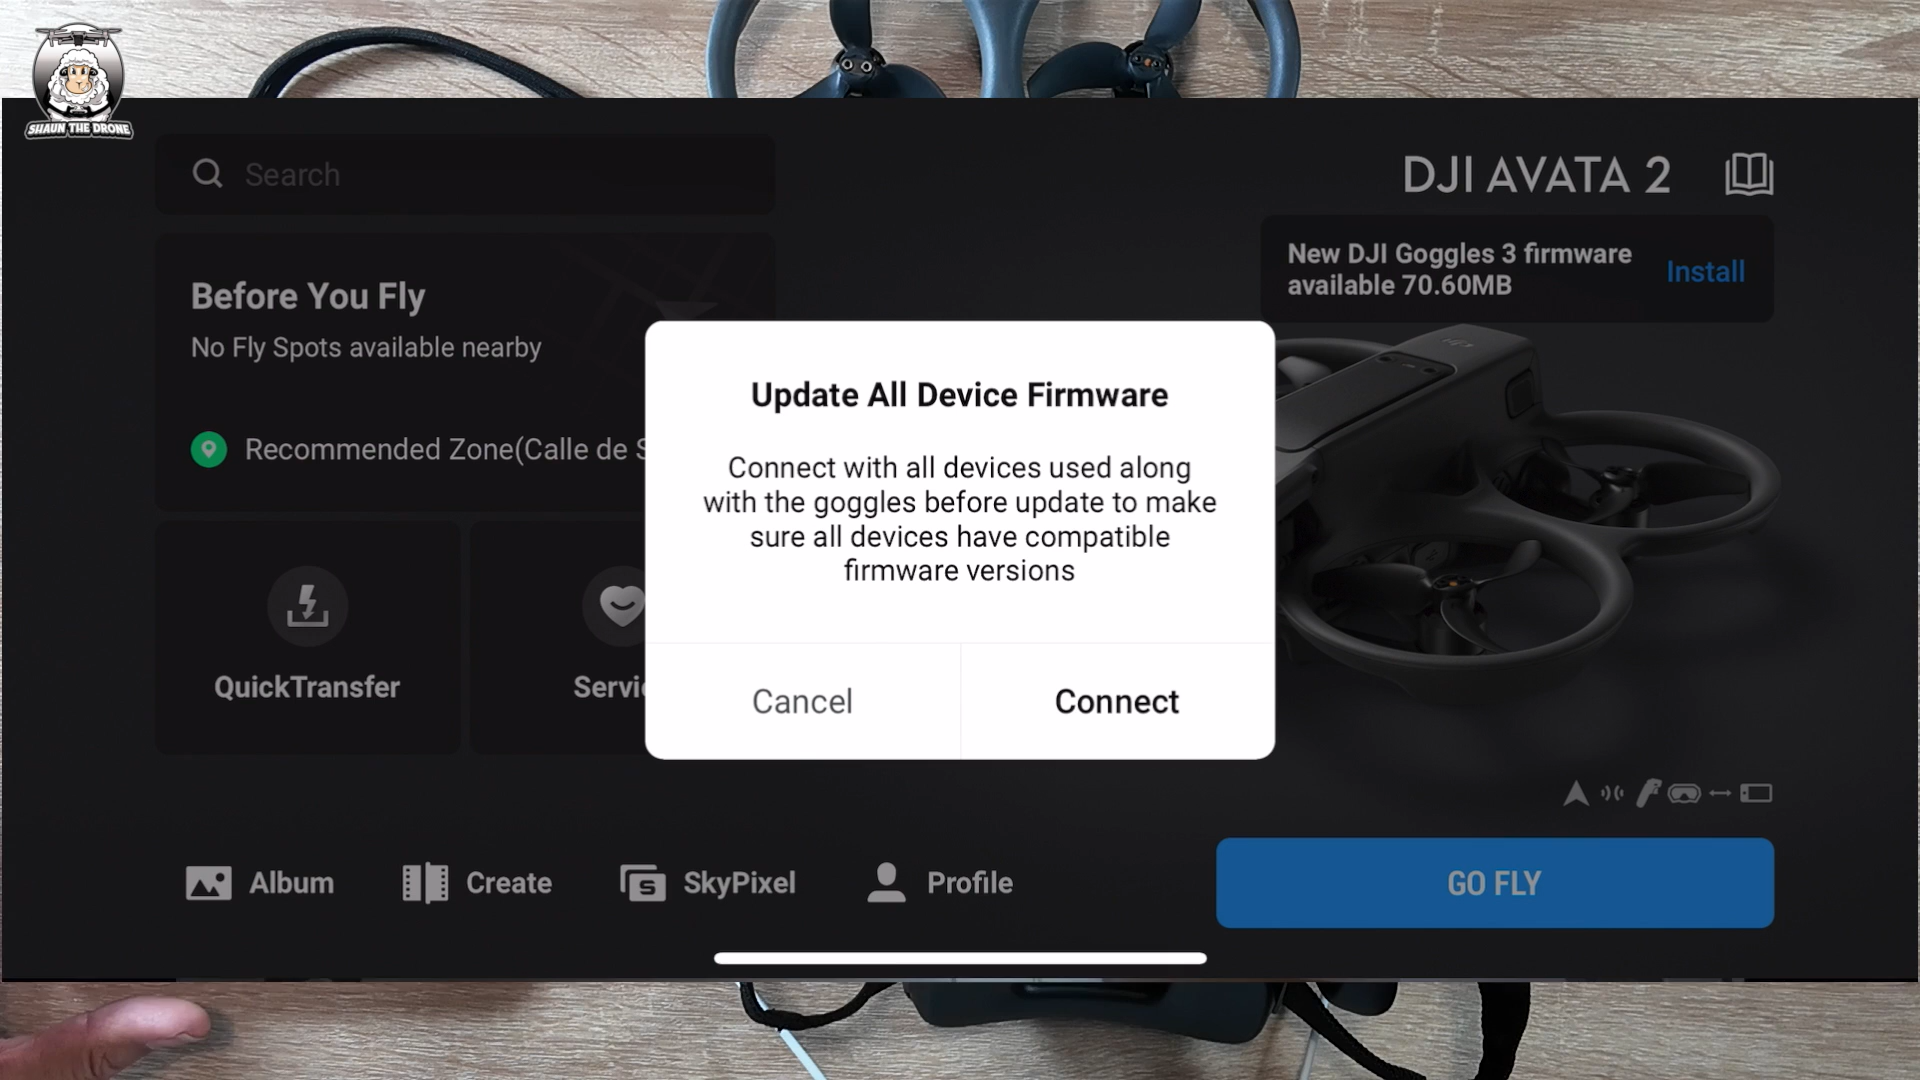 SHAUN THE DRONE
Search
DJI AVATA 2
New DJI Goggles 3 firmware
available 70.60MB
Install
Before You Fly
No Fly Spots available nearby
Recommended Zone(Calle de S
Update All Device Firmware
Connect with all devices used along
with the goggles before update to make
sure all devices have compatible
firmware versions
Cancel
Connect
QuickTransfer
Servi
Album
Create
SkyPixel
Profile
GO FLY